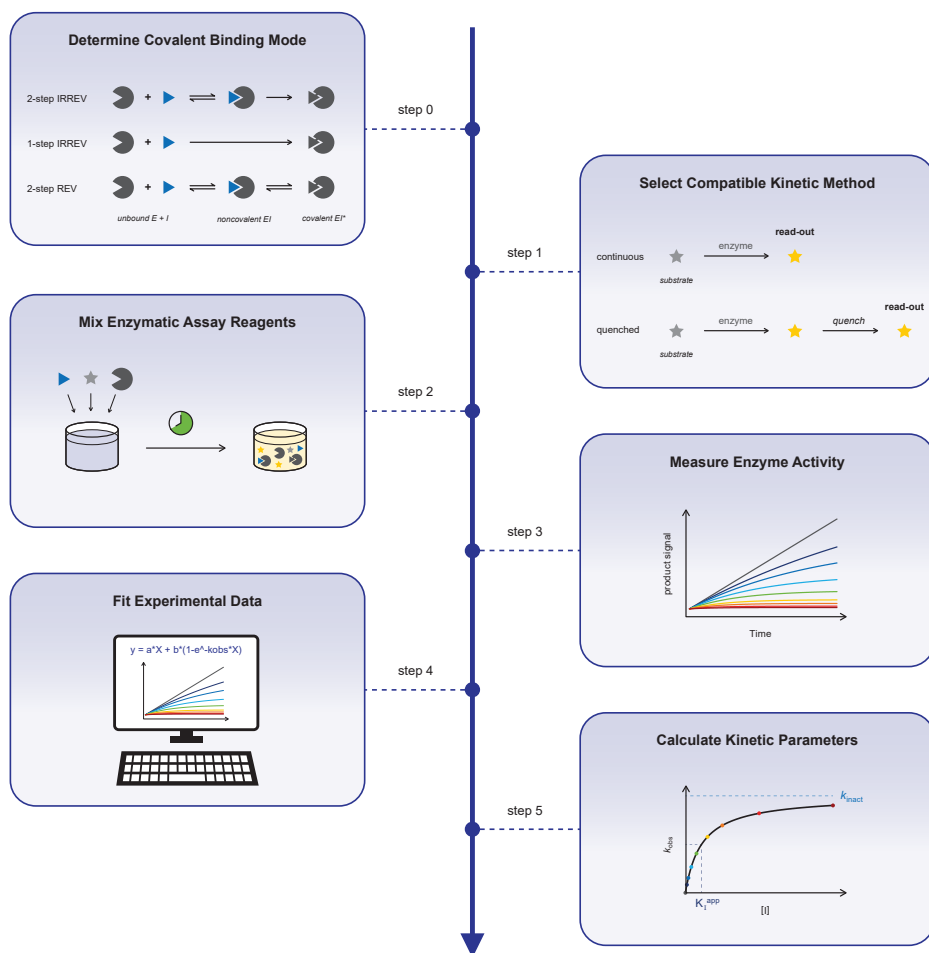 Determine Covalent Binding Mode
2-step IRREV + 
1-step IRREV + 
2-step REV + 
unbound E + I noncovalent EI covalent EI*
step 0
Select Compatible Kinetic Method
read-out
continuous enzyme
substrate
read-out
quenched enzyme quench
substrate
step 1
Mix Enzymatic Assay Reagents
step 2
Measure Enzyme Activity
product signal
Time
step 3
Fit Experimental Data
y = a*X + b*(1-e^-kobs*X)
step 4
Calculate Kinetic Parameters
kinact
kobs
KIapp
[I]
step 5